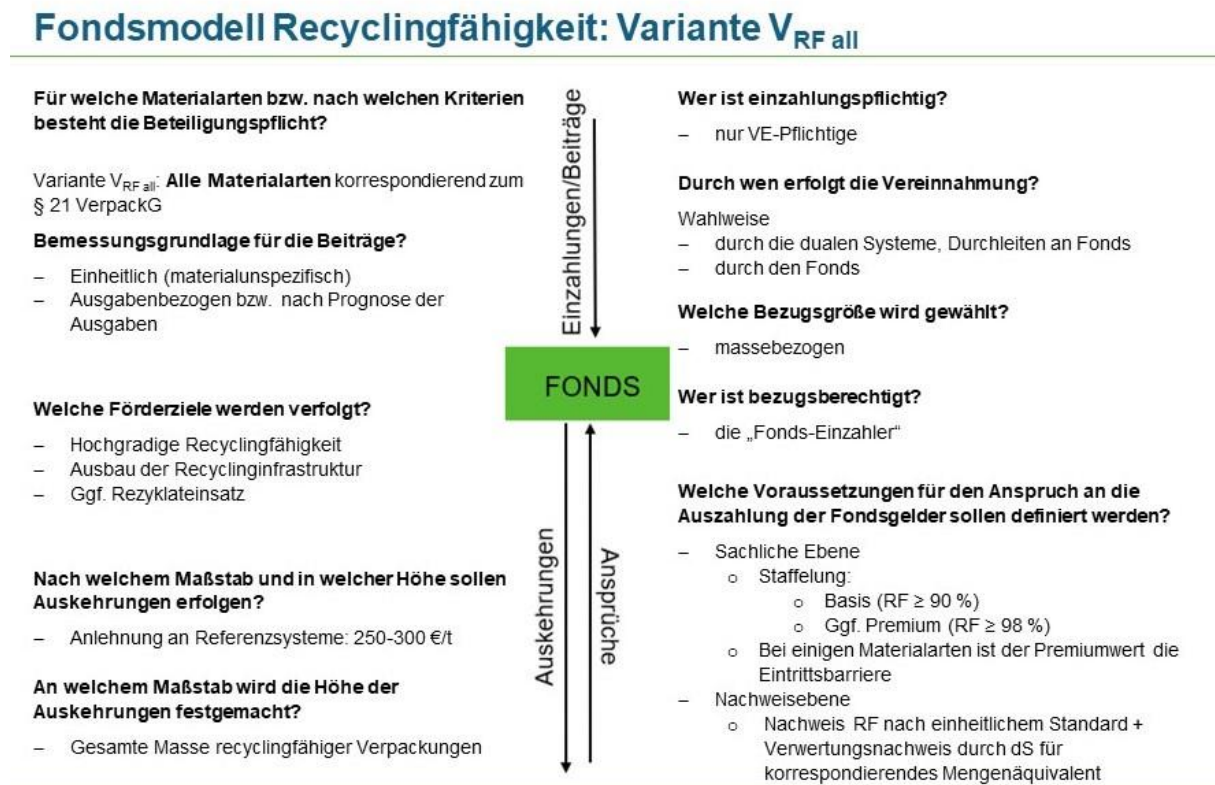 Fondsmodell Recyclingfähigkeit: Variante V_RF all
Für welche Materialarten bzw. nach welchen Kriterien
besteht die Beteiligungspflicht?
Variante V_RF all: Alle Materialarten korrespondierend zum
§ 21 VerpackG
Bemessungsgrundlage für die Beiträge?
– Einheitlich (materialunspezifisch)
– Ausgabenbezogen bzw. nach Prognose der
Ausgaben
Welche Förderziele werden verfolgt?
– Hochgradige Recyclingfähigkeit
– Ausbau der Recyclinginfrastruktur
– Ggf. Rezyklateinsatz
Nach welchem Maßstab und in welcher Höhe sollen
Auskehrungen erfolgen?
– Anlehnung an Referenzsysteme: 250-300 €/t
An welchem Maßstab wird die Höhe der
Auskehrungen festgemacht?
– Gesamte Masse recyclingfähiger Verpackungen
Einzahlungen/Beiträge
FONDS
Auskehrungen
Ansprüche
Wer ist einzahlungspflichtig?
– nur VE-Pflichtige
Durch wen erfolgt die Vereinnahmung?
Wahlweise
– durch die dualen Systeme, Durchleiten an Fonds
– durch den Fonds
Welche Bezugsgröße wird gewählt?
– massebezogen
Wer ist bezugsberechtigt?
– die „Fonds-Einzahler“
Welche Voraussetzungen für den Anspruch an die
Auszahlung der Fondsgelder sollen definiert werden?
– Sachliche Ebene
o Staffelung:
o Basis (RF ≥ 90 %)
o Ggf. Premium (RF ≥ 98 %)
o Bei einigen Materialarten ist der Premiumwert die
Eintrittsbarriere
– Nachweisebene
o Nachweis RF nach einheitlichem Standard +
Verwertungsnachweis durch dS für
korrespondierendes Mengenäquivalent